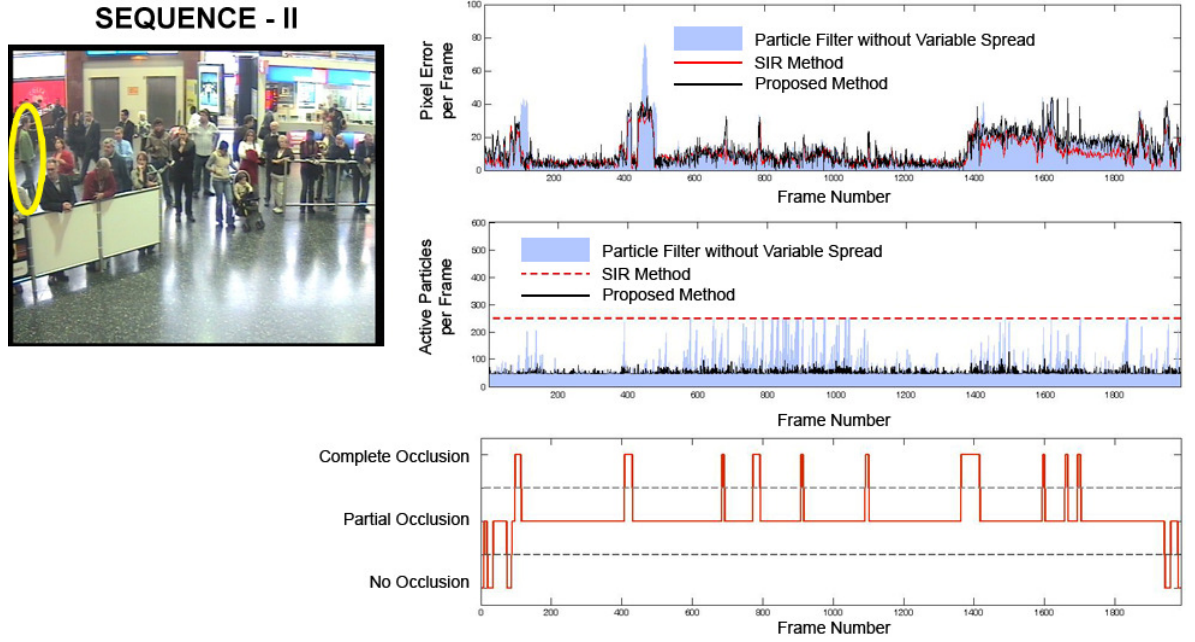 SEQUENCE - II
Pixel Error
per Frame
100
80
60
40
20
0
Particle Filter without Variable Spread
SIR Method
Proposed Method
200 400 600 800 1000 1200 1400 1600 1800
Frame Number
Active Particles
per Frame
600
500
400
300
200
100
0
Particle Filter without Variable Spread
SIR Method
Proposed Method
200 400 600 800 1000 1200 1400 1600 1800
Frame Number
Complete Occlusion
Partial Occlusion
No Occlusion
0 200 400 600 800 1000 1200 1400 1600 1800
Frame Number